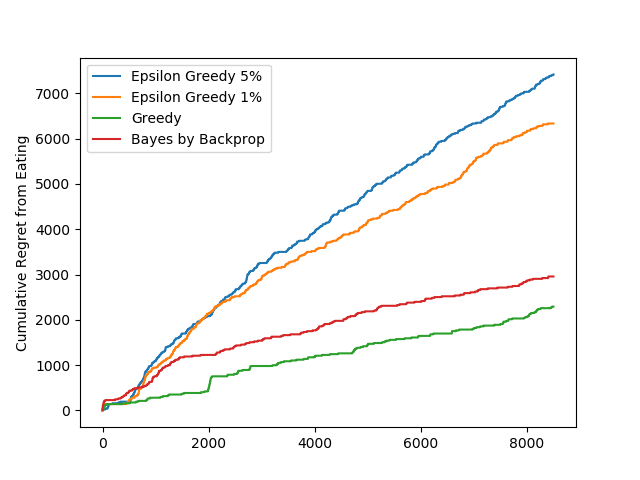 Epsilon Greedy 5%
Epsilon Greedy 1%
Greedy
Bayes by Backprop
Cumulative Regret from Eating
7000
6000
5000
4000
3000
2000
1000
0
0 2000 4000 6000 8000